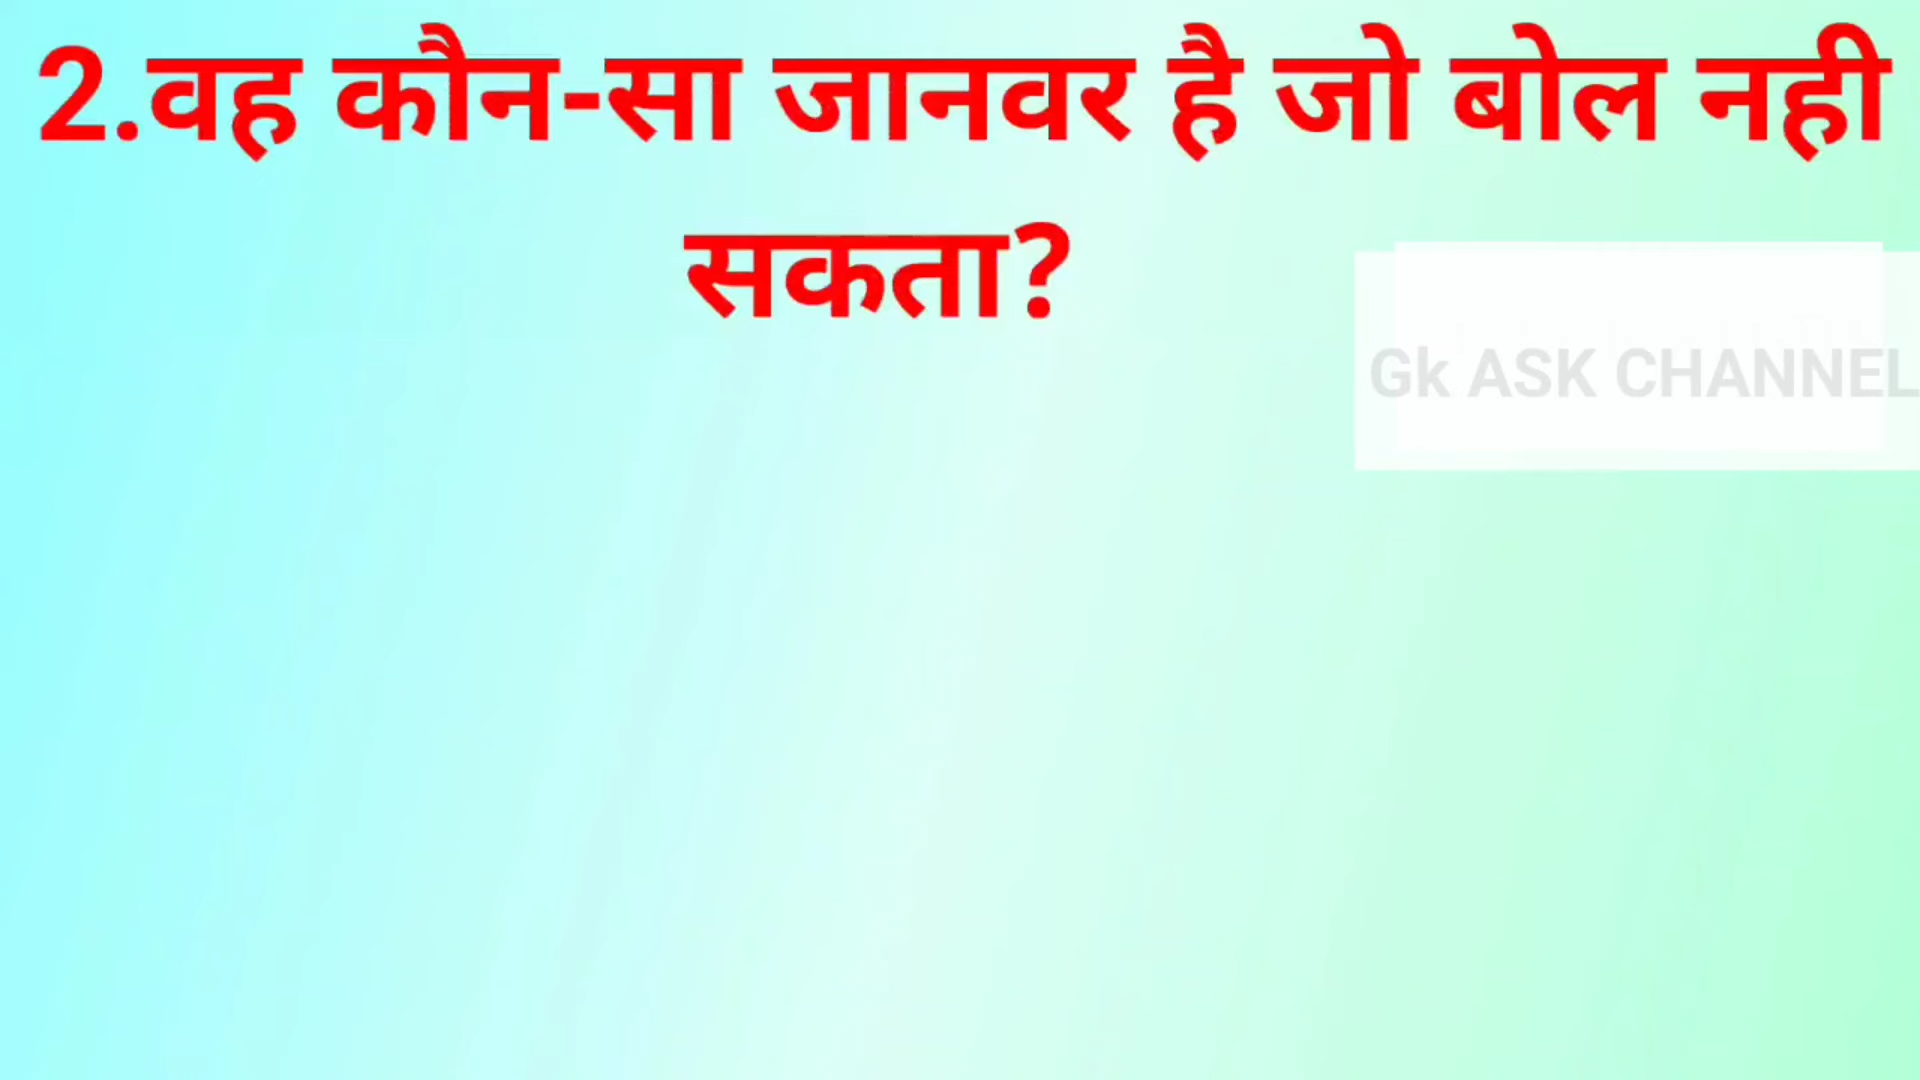 2.वह कौन-सा जानवर है जो बोल नही
सकता?
Gk ASK CHANNEL